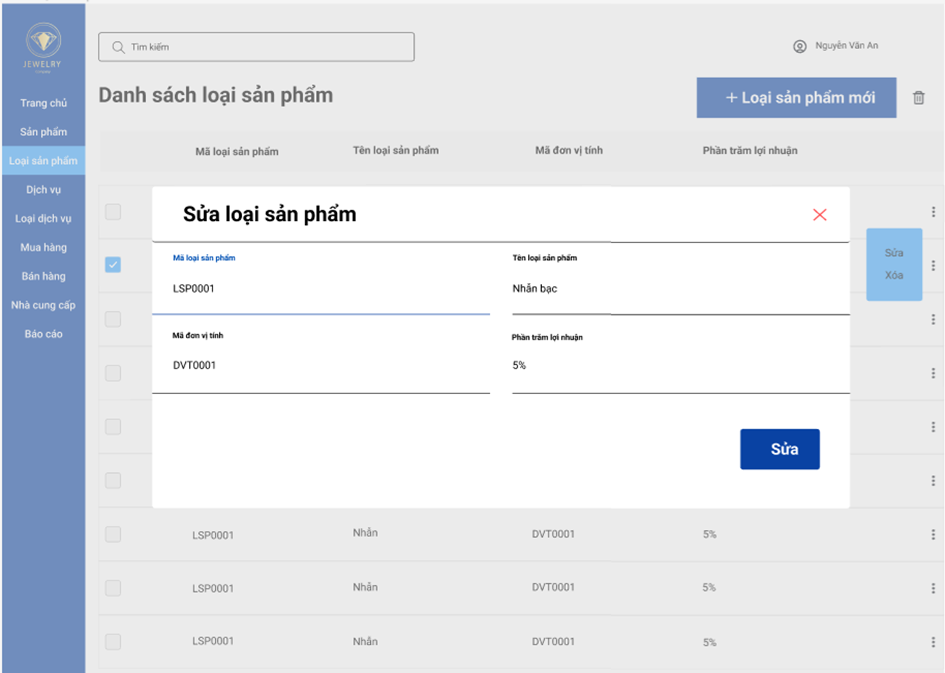 Tìm kiếm
Nguyễn Văn An
JEWELRY
Trang chủ
Sản phẩm
Loại sản phẩm
Dịch vụ
Loại dịch vụ
Mua hàng
Bán hàng
Nhà cung cấp
Báo cáo
Danh sách loại sản phẩm
+ Loại sản phẩm mới
Mã loại sản phẩm Tên loại sản phẩm Mã đơn vị tính Phần trăm lợi nhuận
Sửa loại sản phẩm
Mã loại sản phẩm Tên loại sản phẩm
LSP0001 Nhẫn bạc
Mã đơn vị tính Phần trăm lợi nhuận
DVT0001 5%
Sửa
Sửa
Xóa
LSP0001 Nhẫn DVT0001 5%
LSP0001 Nhẫn DVT0001 5%
LSP0001 Nhẫn DVT0001 5%